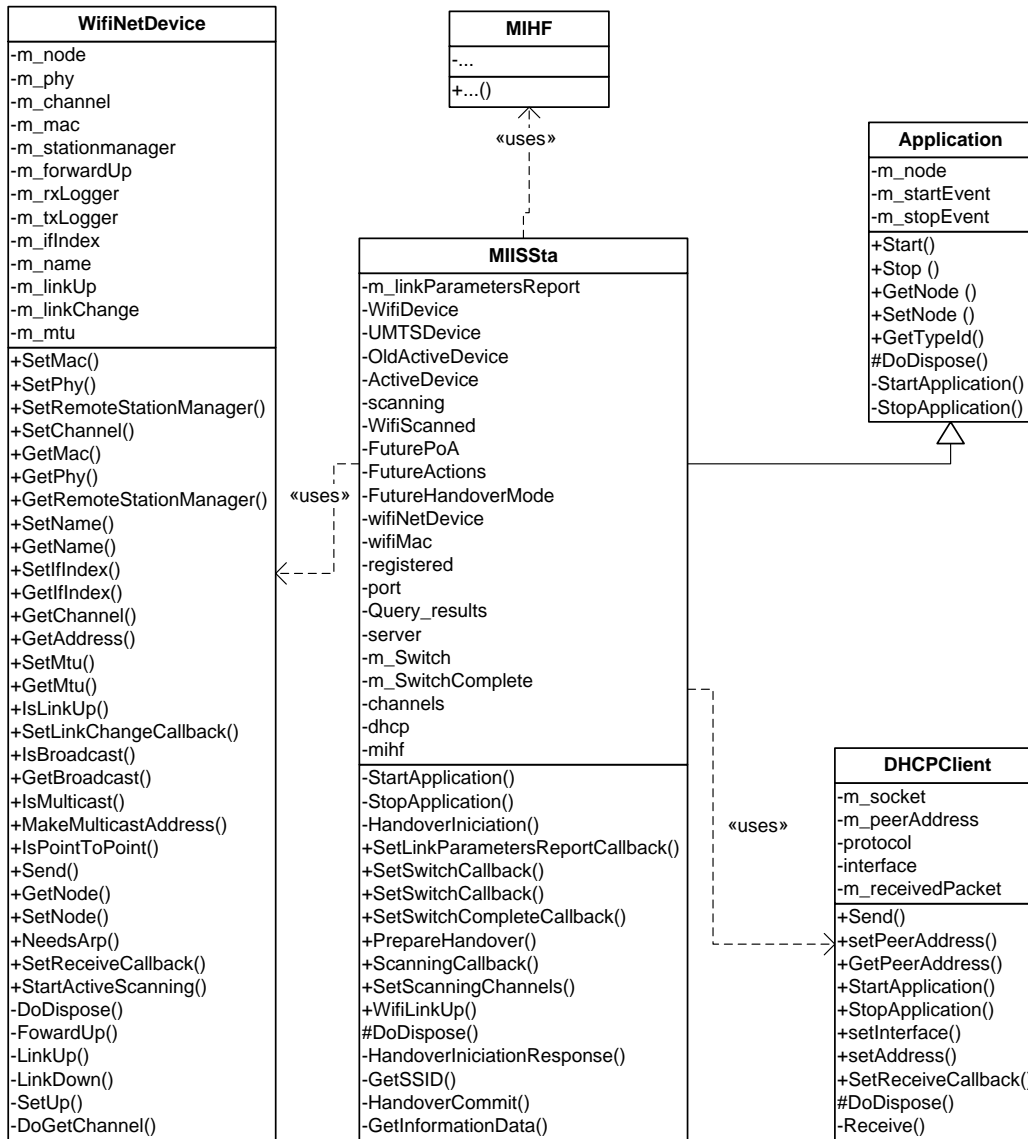 WifiNetDevice
-m_node
-m_phy
-m_channel
-m_mac
-m_stationmanager
-m_forwardUp
-m_rxLogger
-m_txLogger
-m_ifIndex
-m_name
-m_linkUp
-m_linkChange
-m_mtu
+SetMac()
+SetPhy()
+SetRemoteStationManager()
+SetChannel()
+GetMac()
+GetPhy()
+GetRemoteStationManager()
+SetName()
+GetName()
+SetIfIndex()
+GetIfIndex()
+GetChannel()
+GetAddress()
+SetMtu()
+GetMtu()
+IsLinkUp()
+SetLinkChangeCallback()
+IsBroadcast()
+GetBroadcast()
+IsMulticast()
+MakeMulticastAddress()
+IsPointToPoint()
+Send()
+GetNode()
+SetNode()
+NeedsArp()
+SetReceiveCallback()
+StartActiveScanning()
-DoDispose()
-FowardUp()
-LinkUp()
-LinkDown()
-SetUp()
-DoGetChannel()
«uses»
MIHF
-...
+...()
«uses»
MIISSta
-m_linkParametersReport
-WifiDevice
-UMTSDevice
-OldActiveDevice
-ActiveDevice
-scanning
-WifiScanned
-FuturePoA
-FutureActions
-FutureHandoverMode
-wifiNetDevice
-wifiMac
-registered
-port
-Query_results
-server
-m_Switch
-m_SwitchComplete
-channels
-dhcp
-mihf
-StartApplication()
-StopApplication()
-HandoverIniciation()
+SetLinkParametersReportCallback()
+SetSwitchCallback()
+SetSwitchCallback()
+SetSwitchCompleteCallback()
+PrepareHandover()
+ScanningCallback()
+SetScanningChannels()
+WifiLinkUp()
#DoDispose()
-HandoverIniciationResponse()
-GetSSID()
-HandoverCommit()
-GetInformationData()
Application
-m_node
-m_startEvent
-m_stopEvent
+Start()
+Stop ()
+GetNode ()
+SetNode ()
+GetTypeId()
#DoDispose()
-StartApplication()
-StopApplication()
«uses»
DHCPClient
-m_socket
-m_peerAddress
-protocol
-interface
-m_receivedPacket
+Send()
+setPeerAddress()
+GetPeerAddress()
+StartApplication()
+StopApplication()
+setInterface()
+setAddress()
+SetReceiveCallback()
#DoDispose()
-Receive()